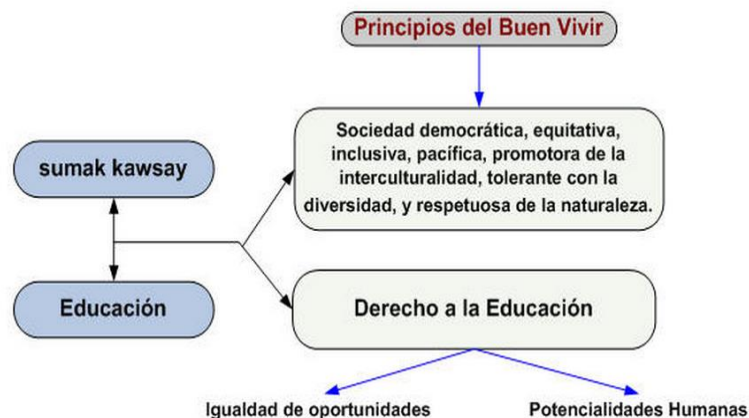 Principios del Buen Vivir
Sociedad democrática, equitativa,
inclusiva, pacífica, promotora de la
interculturalidad, tolerante con la
diversidad, y respetuosa de la naturaleza.
sumak kawsay
Educación
Derecho a la Educación
Igualdad de oportunidades
Potencialidades Humanas